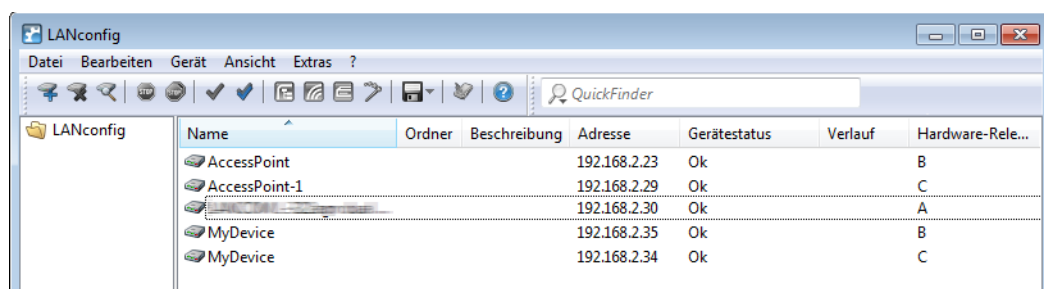 LANconfig
Datei Bearbeiten Gerät Ansicht Extras ?
QuickFinder
LANconfig
Name Ordner Beschreibung Adresse Gerätestatus Verlauf Hardware-Rele...
AccessPoint 192.168.2.23 Ok B
AccessPoint-1 192.168.2.29 Ok C
192.168.2.30 Ok A
MyDevice 192.168.2.35 Ok B
MyDevice 192.168.2.34 Ok C